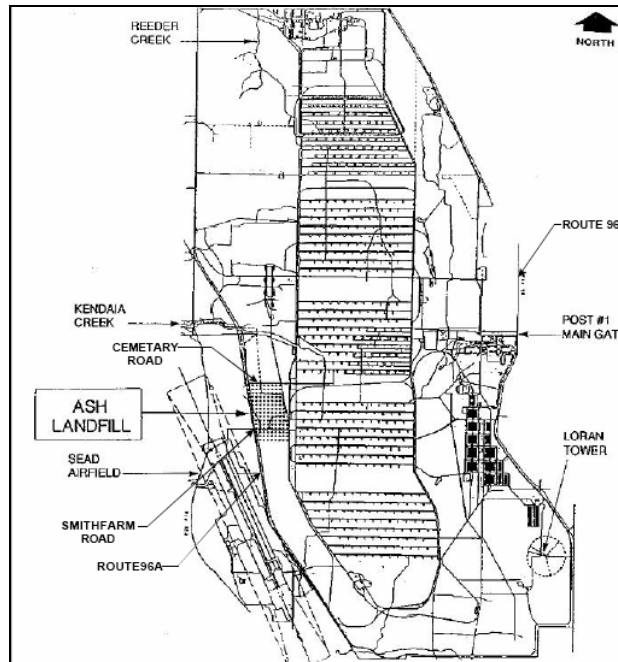 REEDER
CREEK
NORTH
ROUTE 96
KENDAIA
CREEK
POST #1
MAIN GATE
CEMETARY
ROAD
ASH
LANDFILL
SEAD
AIRFIELD
LORAN
TOWER
SMITHFARM
ROAD
ROUTE96A